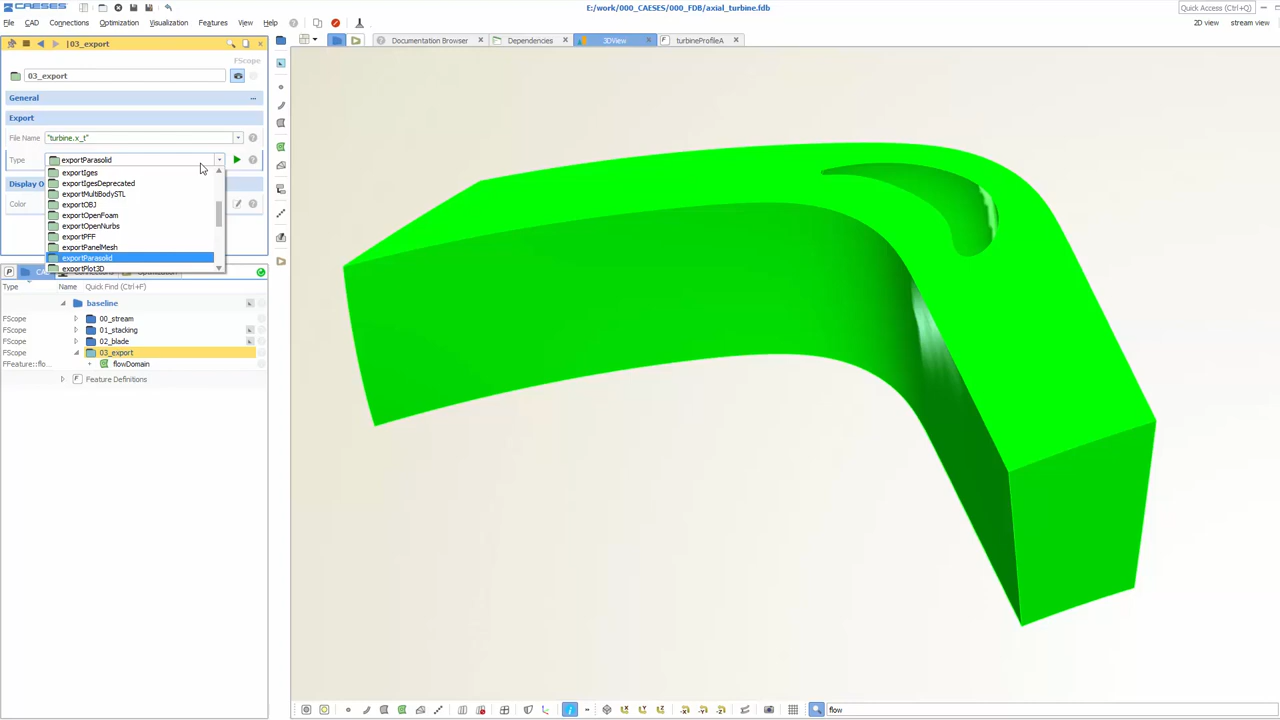 E:/work/000_CAESES/000_FDB/axial_turbine.fdb
Quick Access (Ctrl+F)
CAESES
File CAD Connections Optimization Visualization Features View Help
2D view stream view
|03_export
Documentation Browser Dependencies 3DView turbineProfileA
FScope
03_export
General
Export
File Name "turbine.x_t"
Type exportParasolid
exportIges
exportIgesDeprecated
Display O
exportMultiBodySTL
Color exportOBJ
exportOpenFoam
exportOpenNurbs
exportPFF
exportPanelMesh
exportParasolid
exportPlot3D
P
Type Name Quick Find (Ctrl+F)
baseline
FScope 00_stream
FScope 01_stacking
FScope 02_blade
FScope 03_export
FFeature::flo... flowDomain
F Feature Definitions
flow